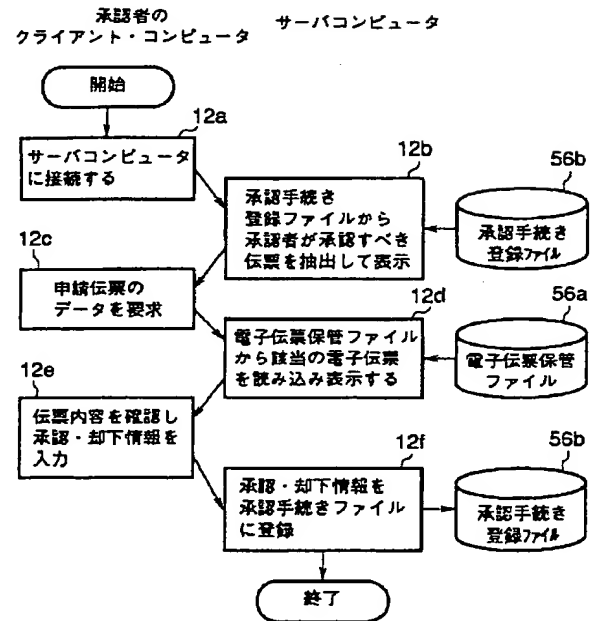 承認者の
クライアント・コンピュータ
サーバコンピュータ
開始
12a
サーバコンピュータ
に接続する
12b
承認手続き
登録ファイルから
承認者が承認すべき
伝票を抽出して表示
56b
承認手続き
登録ファイル
12c
申請伝票の
データを要求
12d
電子伝票保管ファイル
から該当の電子伝票
を読み込み表示する
56a
電子伝票保管
ファイル
12e
伝票内容を確認し
承認・却下情報を
入力
12f
承認・却下情報を
承認手続きファイル
に登録
56b
承認手続き
登録ファイル
終了